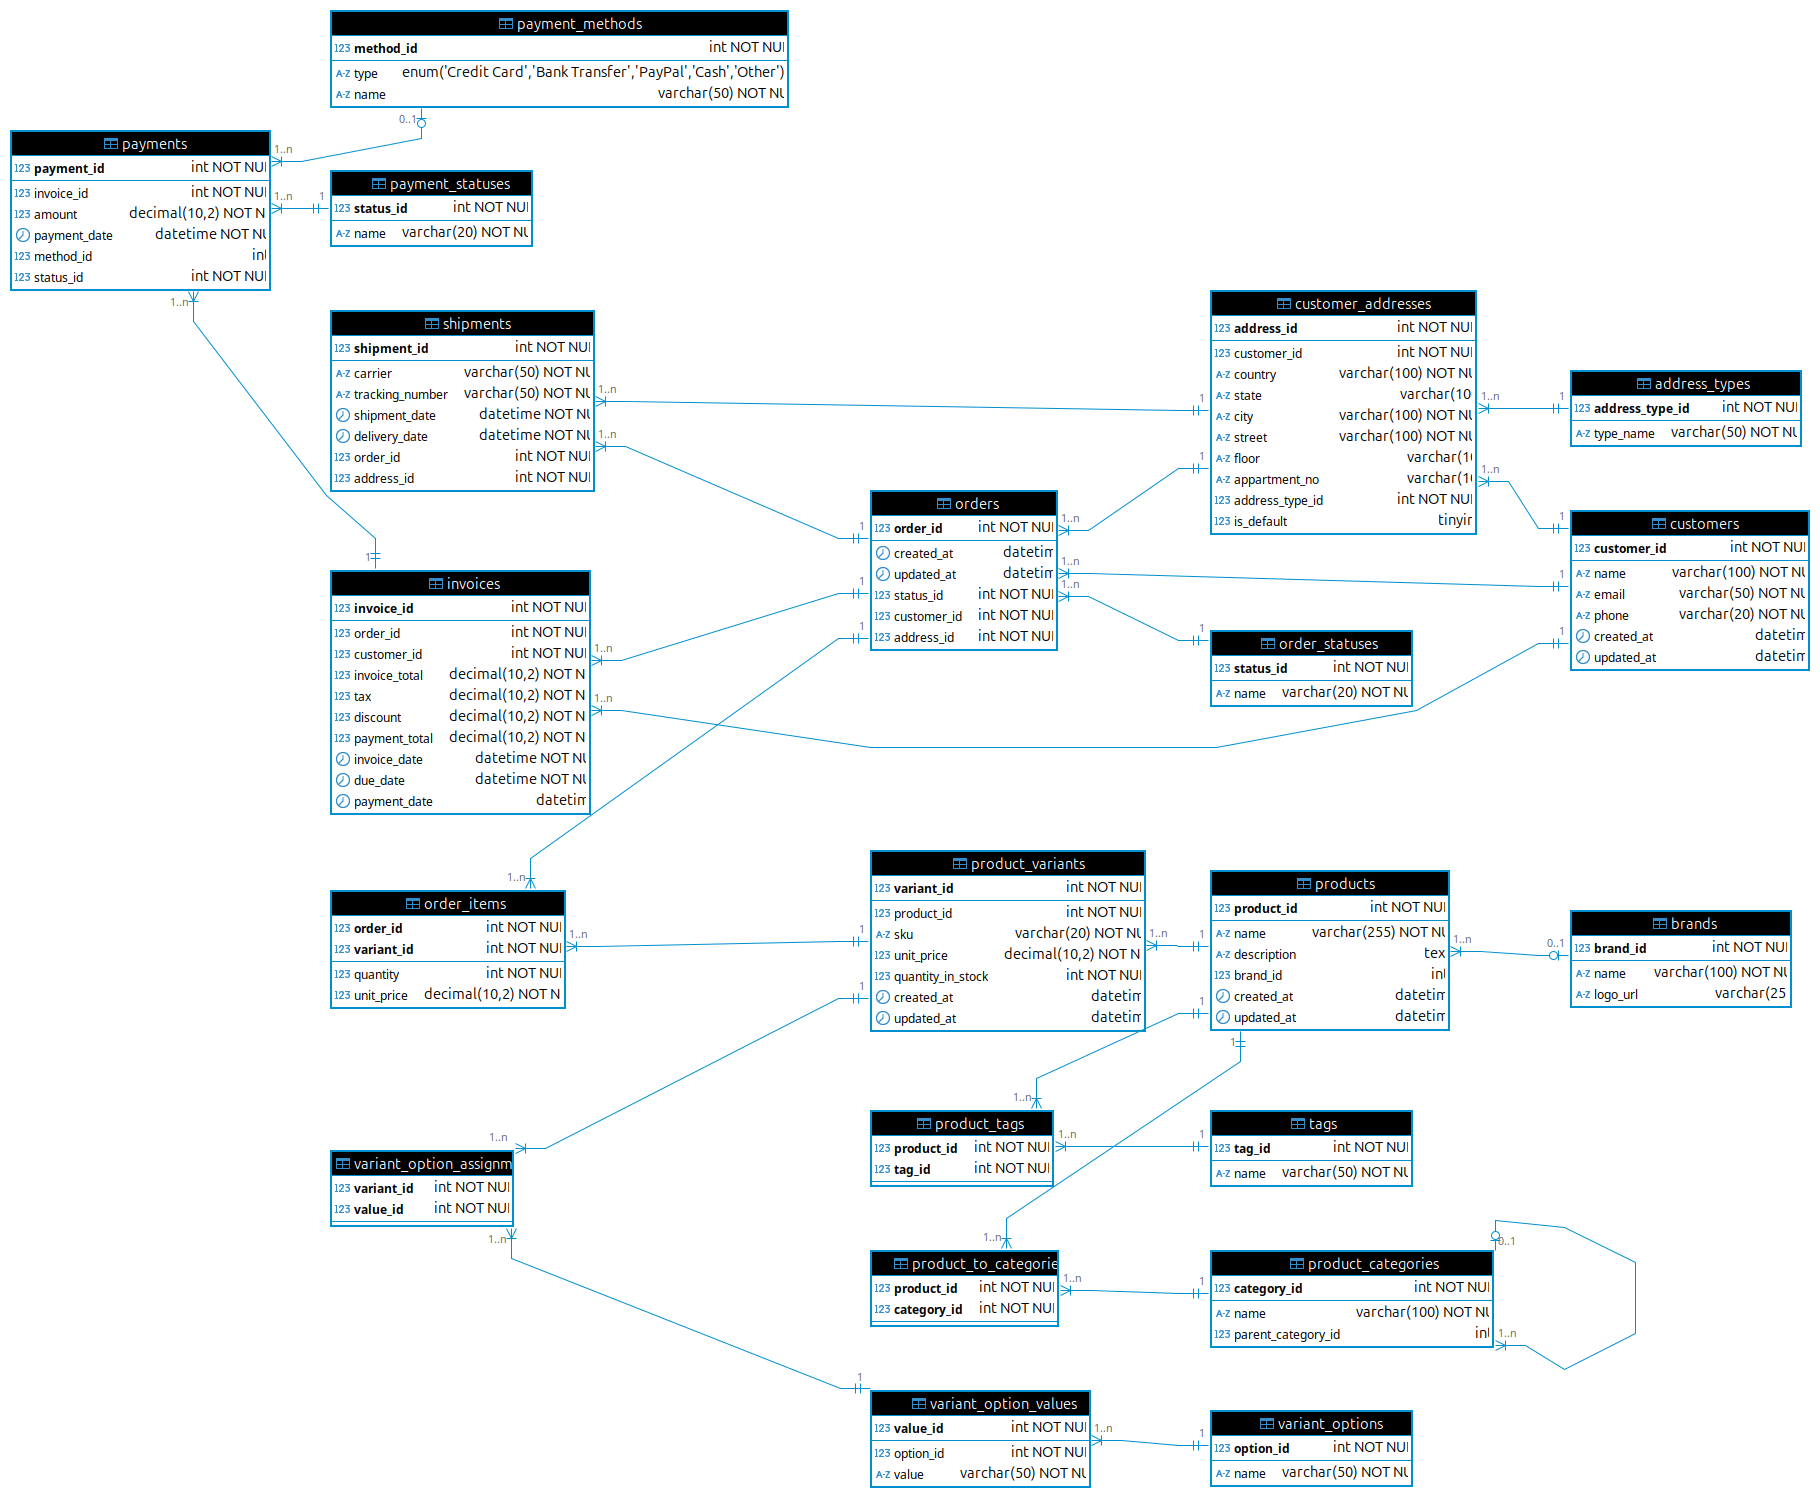 payment_methods
123 method_id int NOT NUI
A-Z type enum('Credit Card','Bank Transfer','PayPal','Cash','Other')
A-Z name varchar(50) NOT NU
0..1
payments
123 payment_id int NOT NUI
123 invoice_id int NOT NUI
123 amount decimal(10,2) NOT N
payment_date datetime NOT NU
123 method_id int
123 status_id int NOT NUI
1..n
1..n
1
1..n
payment_statuses
123 status_id int NOT NUI
A-Z name varchar(20) NOT NU
shipments
123 shipment_id int NOT NUI
A-Z carrier varchar(50) NOT NU
A-Z tracking_number varchar(50) NOT NU
shipment_date datetime NOT NU
delivery_date datetime NOT NU
123 order_id int NOT NUI
123 address_id int NOT NUI
1..n
1..n
1
customer_addresses
123 address_id int NOT NUI
123 customer_id int NOT NUI
A-Z country varchar(100) NOT NU
A-Z state varchar(10
A-Z city varchar(100) NOT NU
A-Z street varchar(100) NOT NU
A-Z floor varchar(1
A-Z appartment_no varchar(1
123 address_type_id int NOT NUI
123 is_default tinyin
1
1..n
1
1..n
address_types
123 address_type_id int NOT NUI
A-Z type_name varchar(50) NOT NU
orders
123 order_id int NOT NUI
created_at datetim
updated_at datetim
123 status_id int NOT NUI
123 customer_id int NOT NUI
123 address_id int NOT NUI
1
1
1
1..n
1..n
1..n
customers
123 customer_id int NOT NUI
A-Z name varchar(100) NOT NU
A-Z email varchar(50) NOT NU
A-Z phone varchar(20) NOT NU
created_at datetim
updated_at datetim
1
1
1
1
order_statuses
123 status_id int NOT NUI
A-Z name varchar(20) NOT NU
1
invoices
123 invoice_id int NOT NUI
123 order_id int NOT NUI
123 customer_id int NOT NUI
123 invoice_total decimal(10,2) NOT N
123 tax decimal(10,2) NOT N
123 discount decimal(10,2) NOT N
123 payment_total decimal(10,2) NOT N
invoice_date datetime NOT NU
due_date datetime NOT NU
payment_date datetim
1..n
1..n
1..n
order_items
123 order_id int NOT NUI
123 variant_id int NOT NUI
123 quantity int NOT NUI
123 unit_price decimal(10,2) NOT N
1..n
product_variants
123 variant_id int NOT NUI
123 product_id int NOT NUI
A-Z sku varchar(20) NOT NU
123 unit_price decimal(10,2) NOT N
123 quantity_in_stock int NOT NUI
created_at datetim
updated_at datetim
1
1
1..n
products
123 product_id int NOT NUI
A-Z name varchar(255) NOT NU
A-Z description tex
123 brand_id int
created_at datetim
updated_at datetim
1
1
1
1..n
0..1
brands
123 brand_id int NOT NUI
A-Z name varchar(100) NOT NU
A-Z logo_url varchar(25
1..n
product_tags
123 product_id int NOT NUI
123 tag_id int NOT NUI
1..n
1
tags
123 tag_id int NOT NUI
A-Z name varchar(50) NOT NU
1..n
variant_option_assignm
123 variant_id int NOT NUI
123 value_id int NOT NUI
1..n
1..n
product_to_categorie
123 product_id int NOT NUI
123 category_id int NOT NUI
1..n
1
product_categories
123 category_id int NOT NUI
A-Z name varchar(100) NOT NU
123 parent_category_id int
0..1
1..n
1
variant_option_values
123 value_id int NOT NUI
123 option_id int NOT NUI
A-Z value varchar(50) NOT NU
1..n
1
variant_options
123 option_id int NOT NUI
A-Z name varchar(50) NOT NU